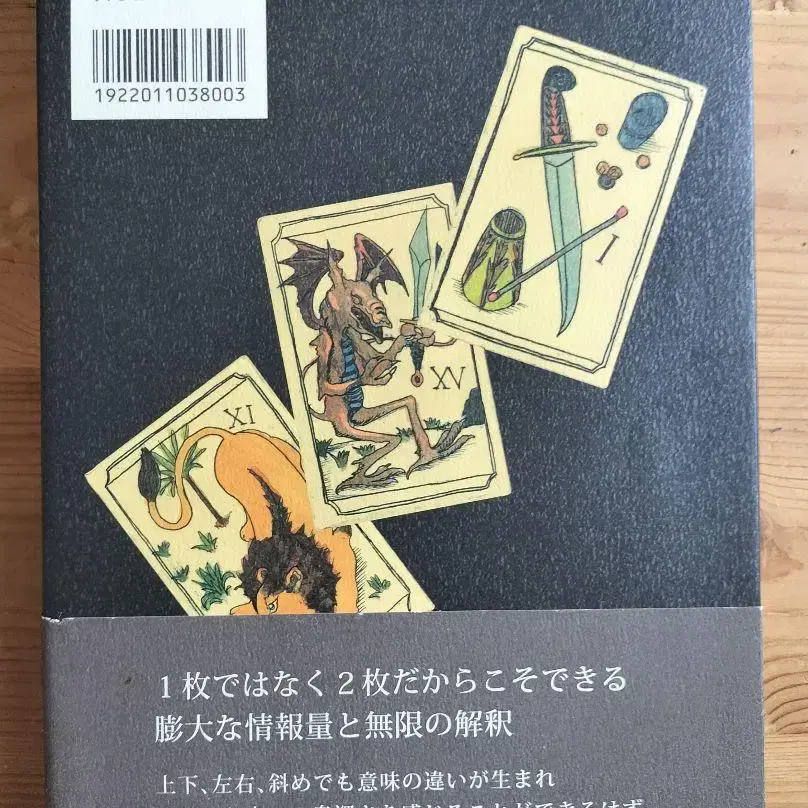 1922011038003
I
XV
XI
1枚ではなく2枚だからこそできる
膨大な情報量と無限の解釈
上下、左右、斜めでも意味の違いが生まれ